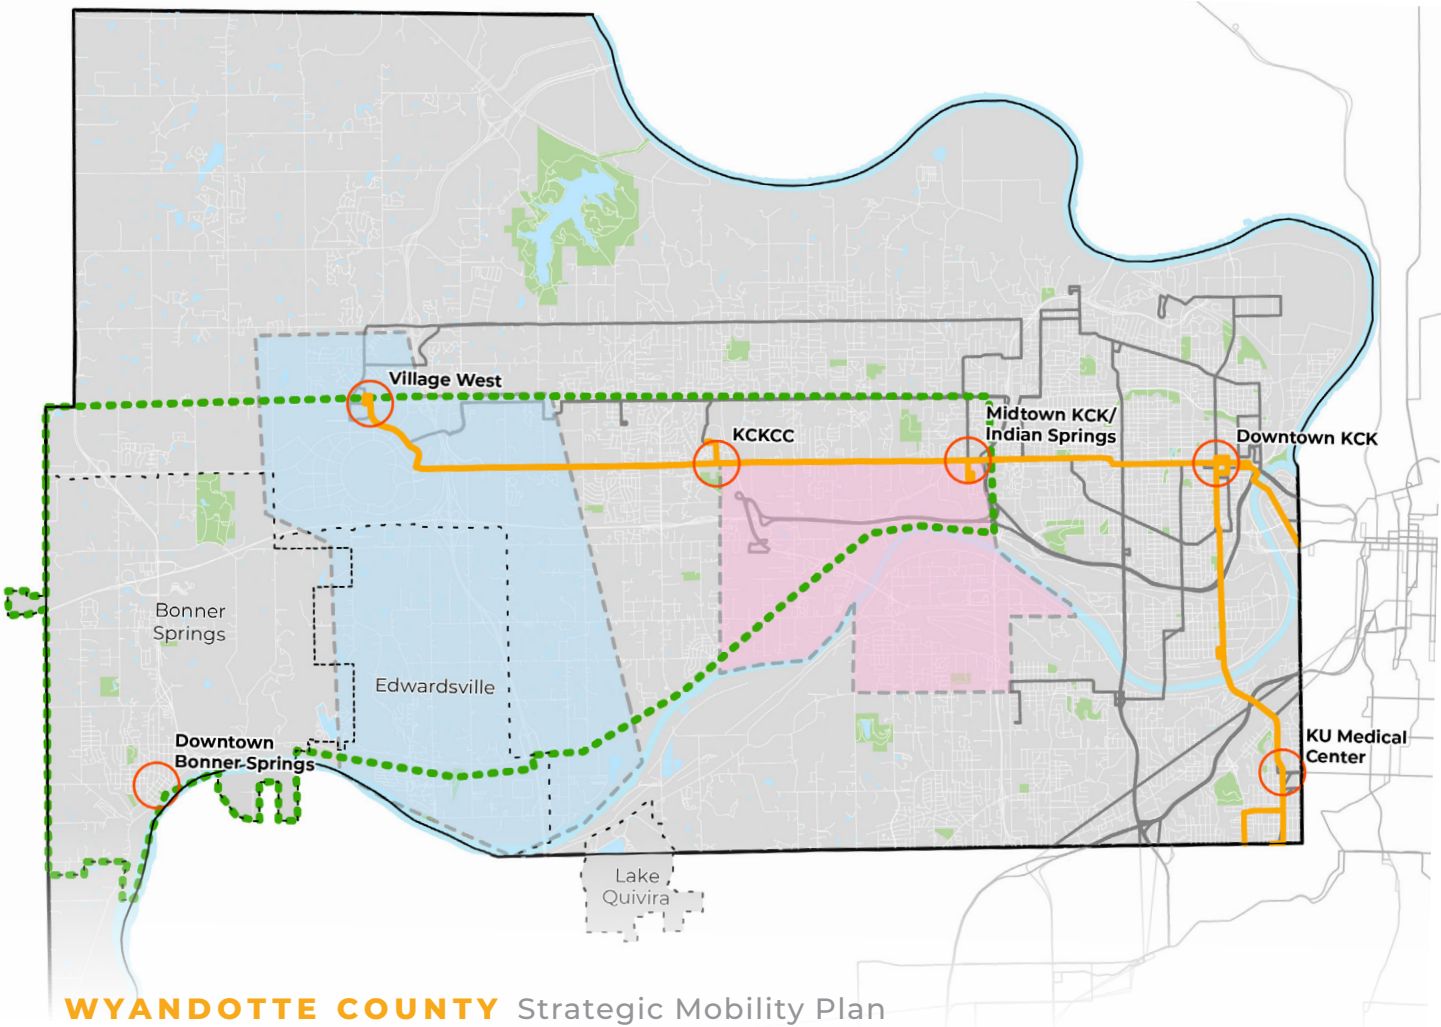 Village West
KCKCC
Midtown KCK/
Indian Springs
Downtown KCK
Bonner
Springs
Edwardsville
Downtown
Bonner Springs
KU Medical
Center
Lake
Quivira
WYANDOTTE COUNTY Strategic Mobility Plan